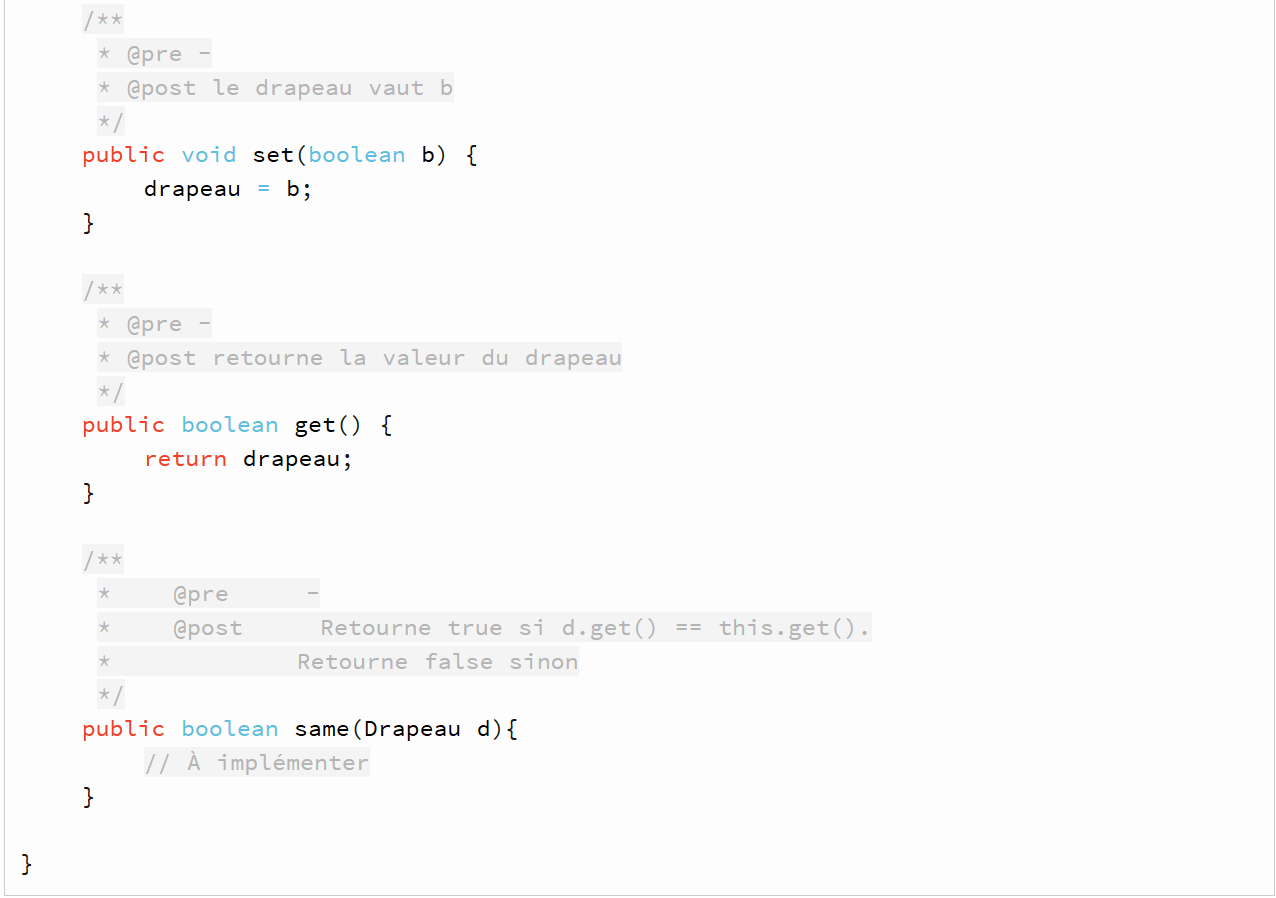 /**
* @pre -
* @post le drapeau vaut b
*/
public void set(boolean b) {
drapeau = b;
}
/**
* @pre -
* @post retourne la valeur du drapeau
*/
public boolean get() {
return drapeau;
}
/**
* @pre -
* @post Retourne true si d.get() == this.get().
* Retourne false sinon
*/
public boolean same(Drapeau d){
// À implémenter
}
}